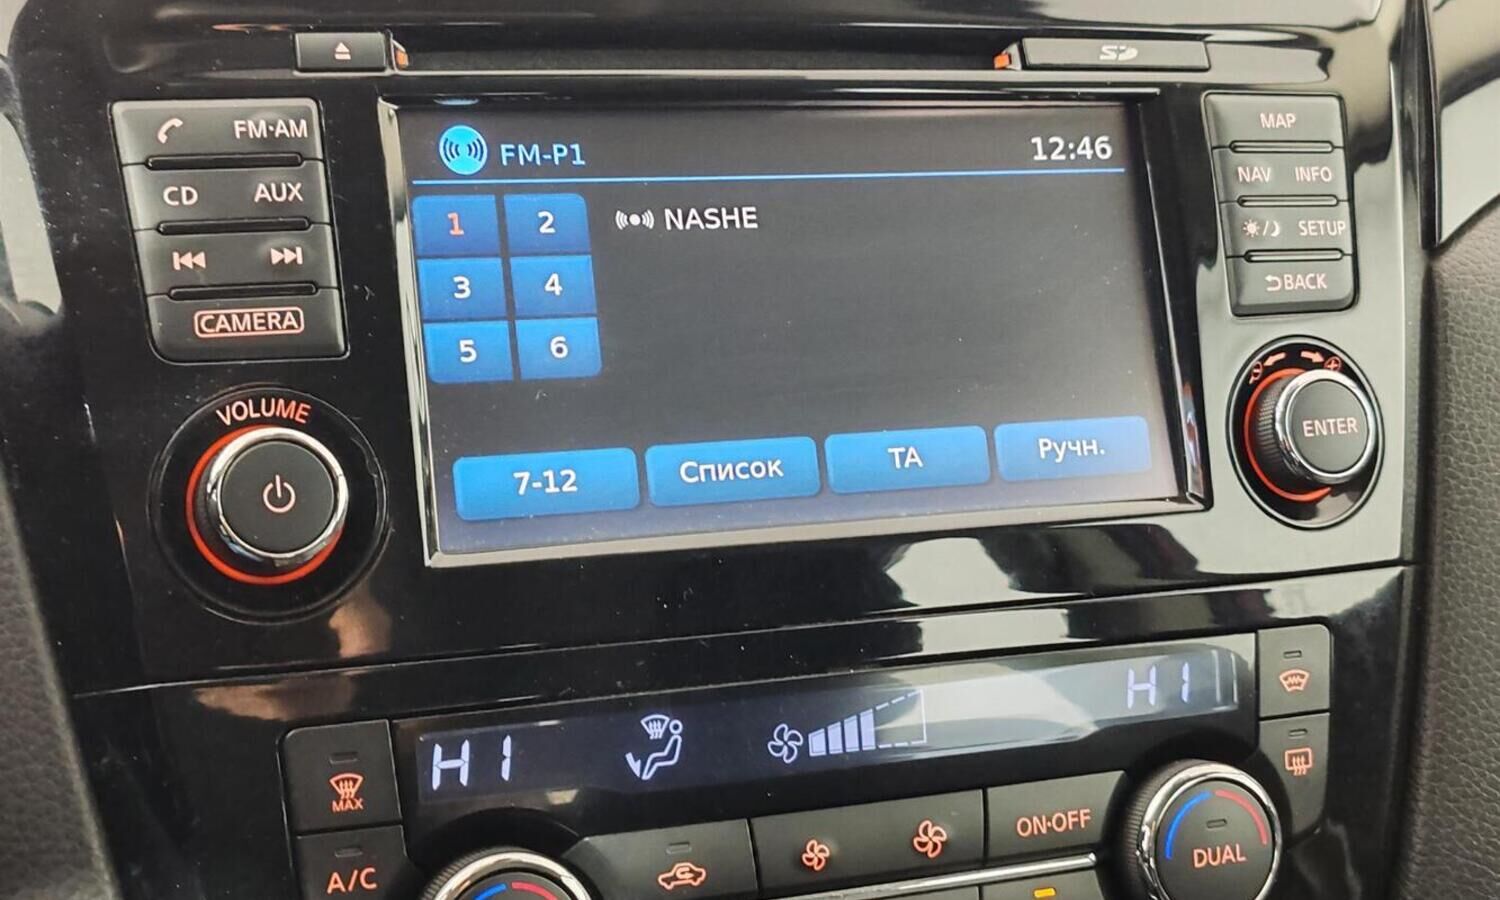 SD
FM·AM
CD AUX
CAMERA
VOLUME
FM-P1 12:46
1 2 NASHE
3 4
5 6
7-12 Список TA Ручн.
MAP
NAV INFO
SETUP
BACK
ENTER
HI HI
MAX
A/C
ON·OFF
DUAL